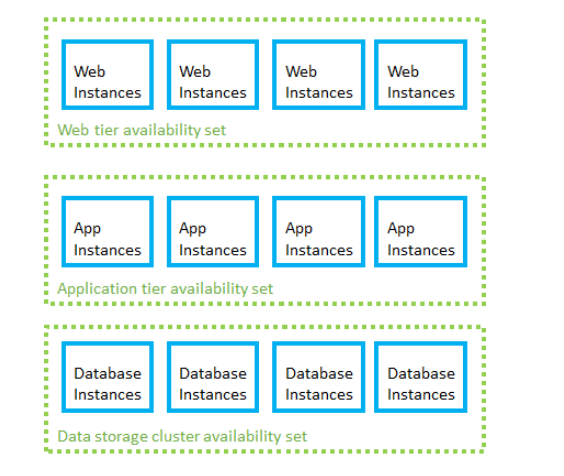 Web Web Web Web
Instances Instances Instances Instances
Web tier availability set
App App App App
Instances Instances Instances Instances
Application tier availability set
Database Database Database Database
Instances Instances Instances Instances
Data storage cluster availability set